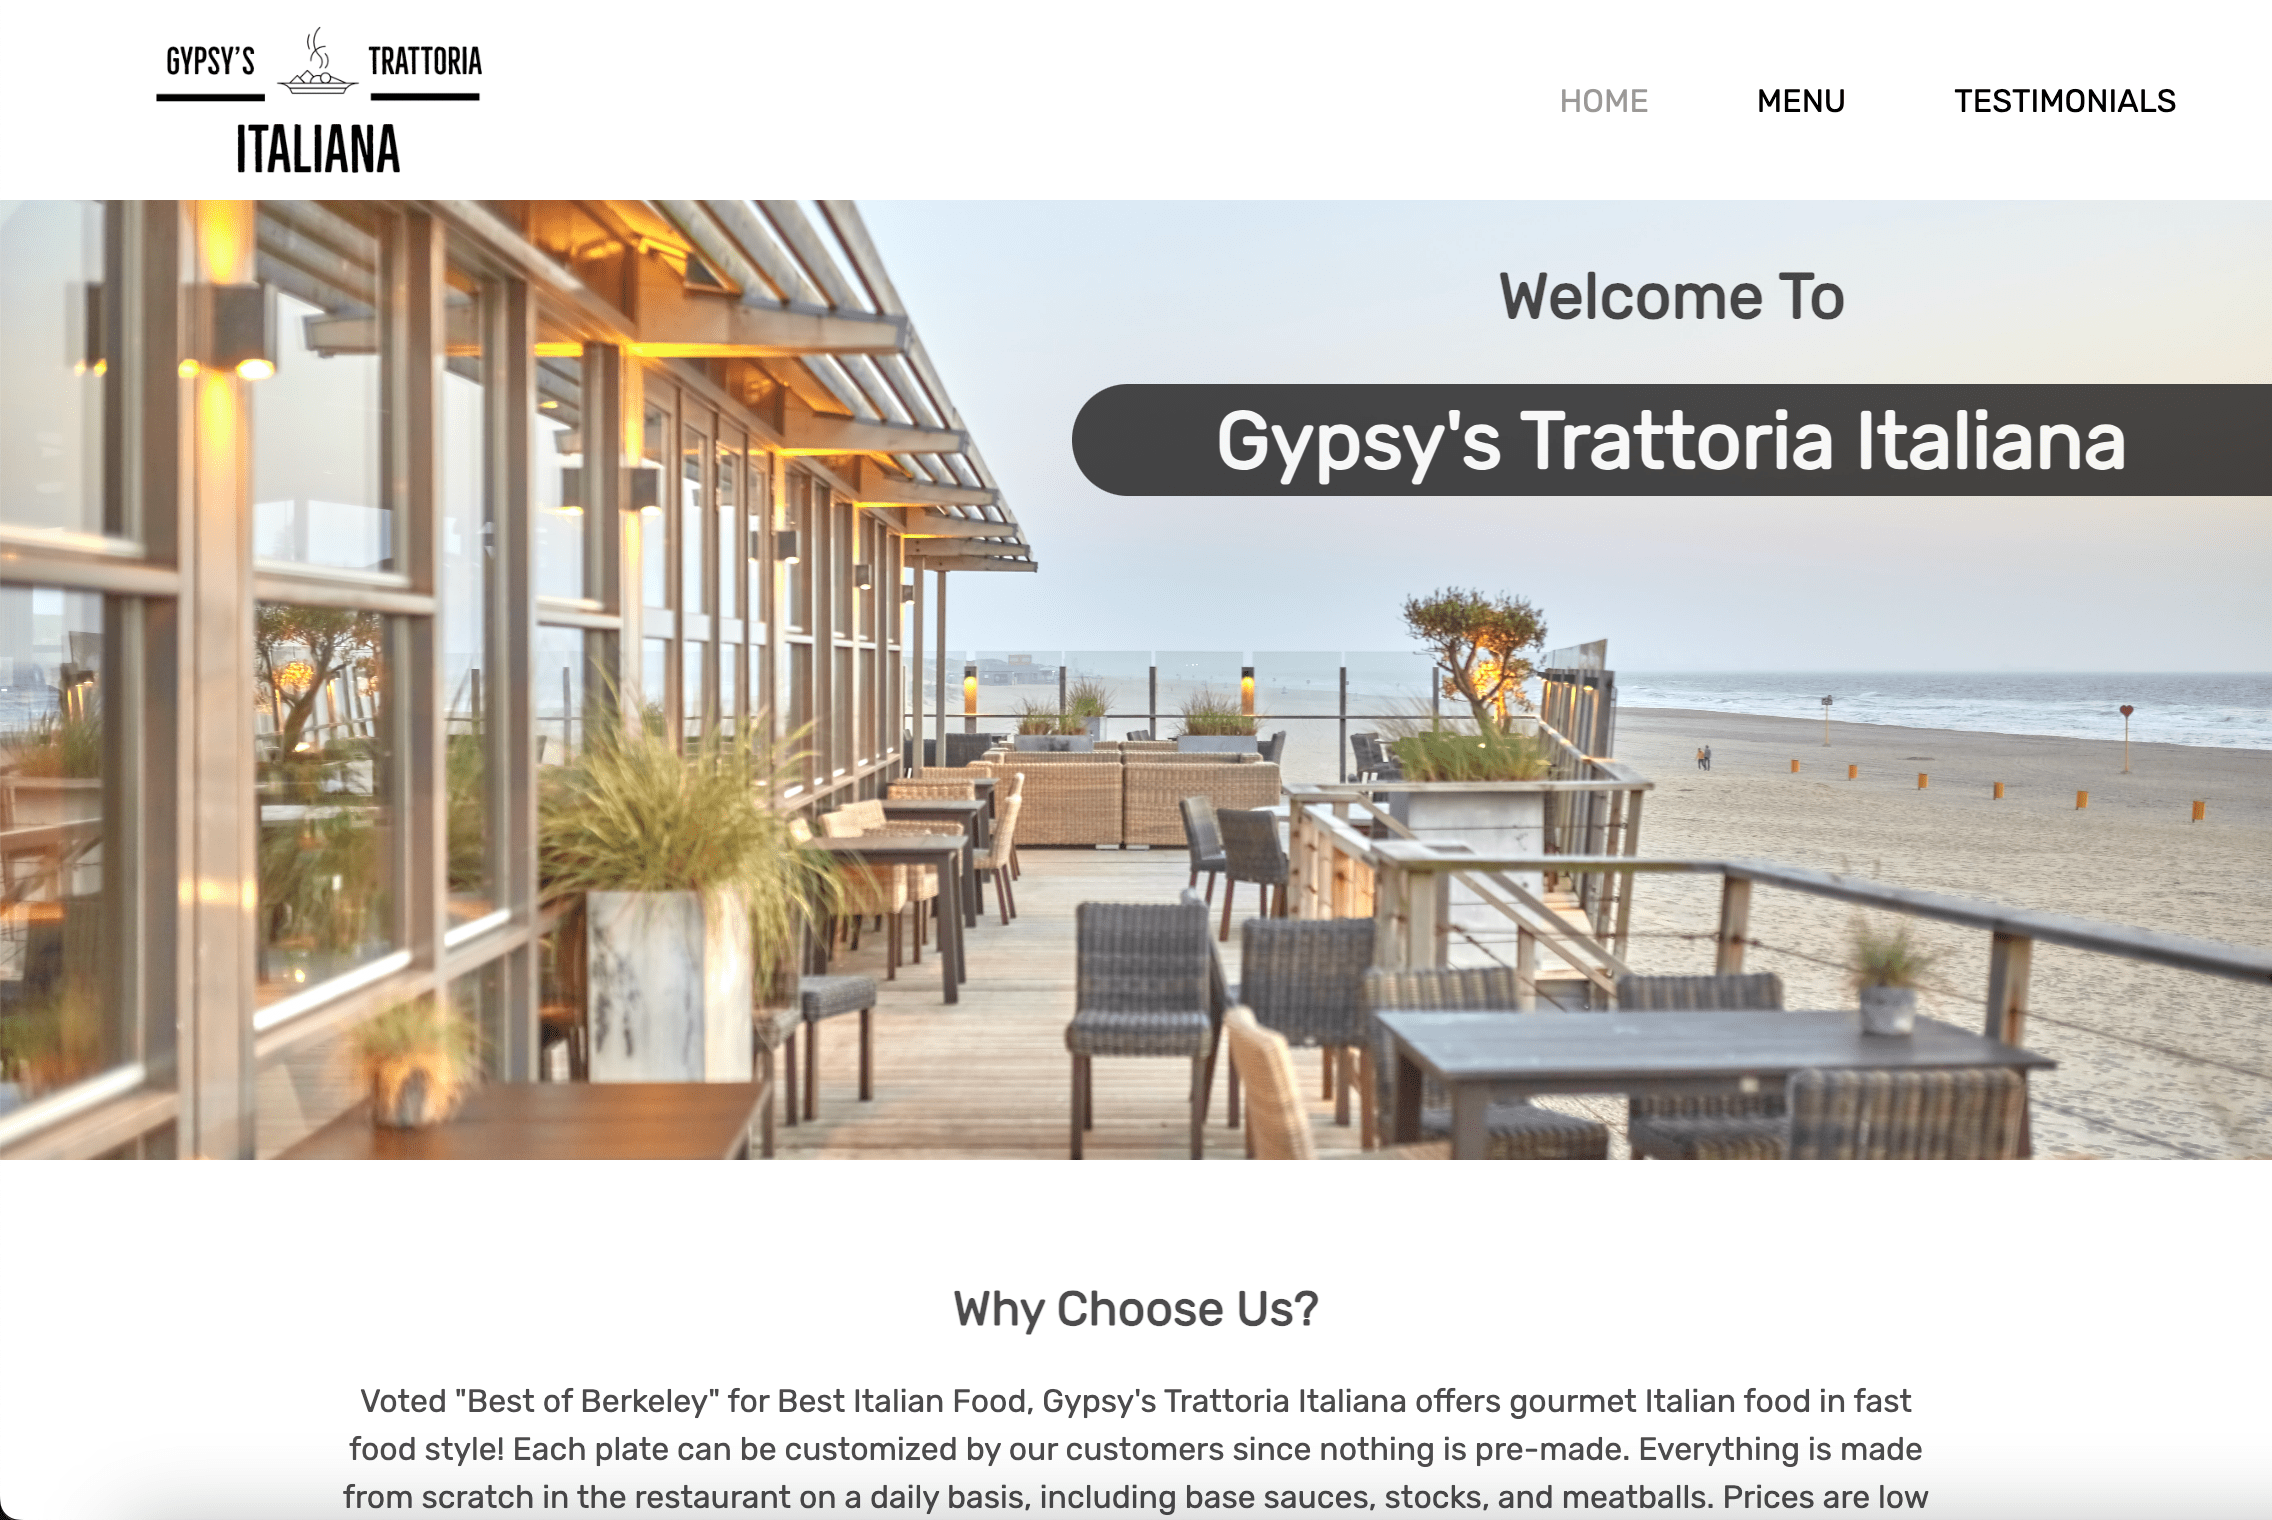 GYPSY'S TRATTORIA
ITALIANA
HOME MENU TESTIMONIALS
Welcome To
Gypsy's Trattoria Italiana
Why Choose Us?
Voted "Best of Berkeley" for Best Italian Food, Gypsy's Trattoria Italiana offers gourmet Italian food in fast
food style! Each plate can be customized by our customers since nothing is pre-made. Everything is made
from scratch in the restaurant on a daily basis, including base sauces, stocks, and meatballs. Prices are low